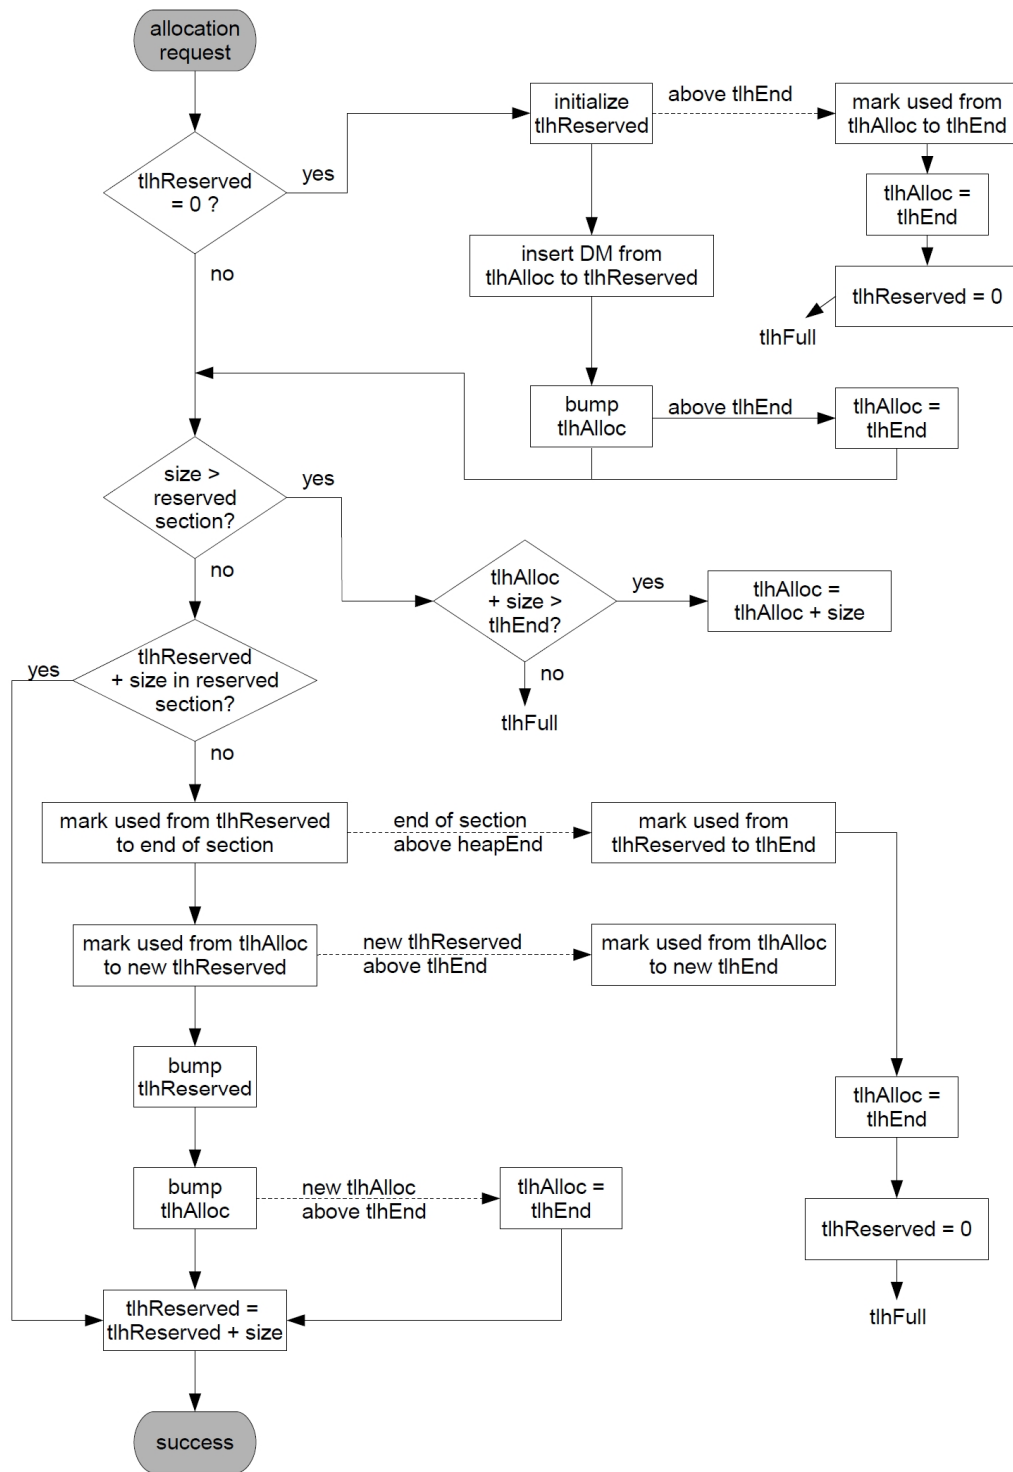 allocation
request
initialize
tlhReserved
above tlhEnd
mark used from
tlhAlloc to tlhEnd
tlhReserved
= 0 ?
yes
no
tlhAlloc =
tlhEnd
insert DM from
tlhAlloc to tlhReserved
tlhReserved = 0
tlhFull
bump
tlhAlloc
above tlhEnd
tlhAlloc =
tlhEnd
size >
reserved
section?
yes
no
tlhAlloc
+ size >
tlhEnd?
yes
no
tlhAlloc =
tlhAlloc + size
tlhFull
tlhReserved
+ size in reserved
section?
yes
no
mark used from tlhReserved
to end of section
end of section
above heapEnd
mark used from
tlhReserved to tlhEnd
mark used from tlhAlloc
to new tlhReserved
new tlhReserved
above tlhEnd
mark used from tlhAlloc
to new tlhEnd
bump
tlhReserved
tlhAlloc =
tlhEnd
bump
tlhAlloc
new tlhAlloc
above tlhEnd
tlhAlloc =
tlhEnd
tlhReserved = 0
tlhReserved =
tlhReserved + size
tlhFull
success